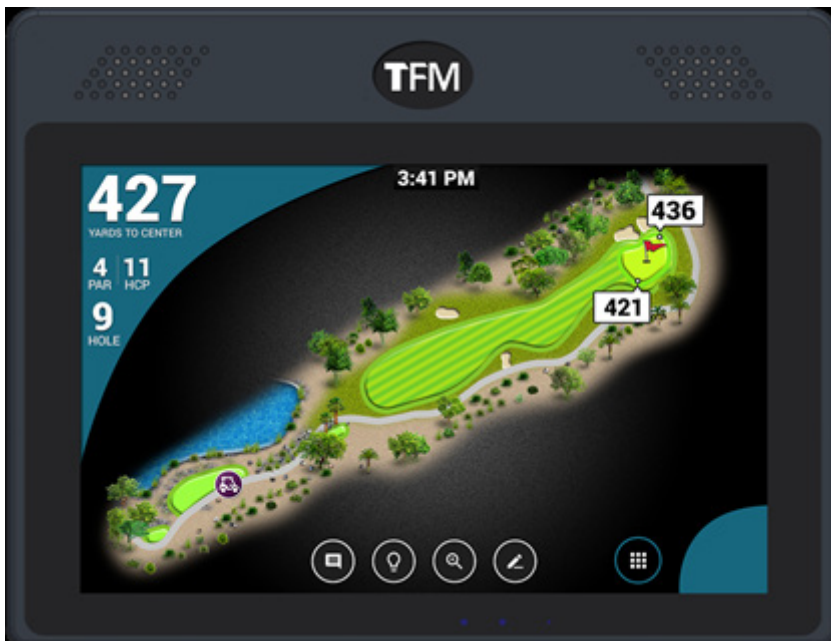 TFM
3:41 PM
427
YARDS TO CENTER
4 11
PAR HCP
9
HOLE
436
421